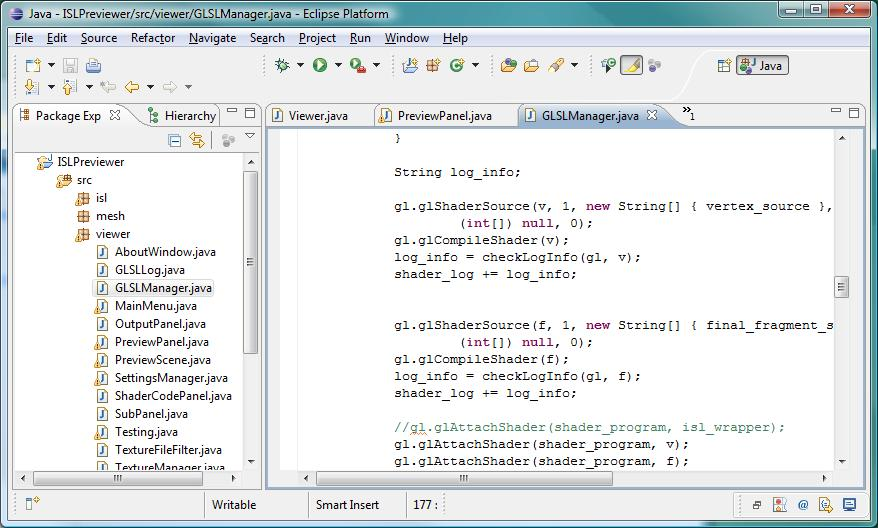 Java - ISLPreviewer/src/viewer/GLSLManager.java - Eclipse Platform
File Edit Source Refactor Navigate Search Project Run Window Help
Java
Package Exp Hierarchy
Viewer.java PreviewPanel.java GLSLManager.java »1
ISLPreviewer
src
isl
mesh
viewer
AboutWindow.java
GLSLLog.java
GLSLManager.java
MainMenu.java
OutputPanel.java
PreviewPanel.java
PreviewScene.java
SettingsManager.java
ShaderCodePanel.java
SubPanel.java
Testing.java
TextureFileFilter.java
TextureManager.java
}
String log_info;
gl.glShaderSource(v, 1, new String[] { vertex_source },
(int[]) null, 0);
gl.glCompileShader(v);
log_info = checkLogInfo(gl, v);
shader_log += log_info;
gl.glShaderSource(f, 1, new String[] { final_fragment_s
(int[]) null, 0);
gl.glCompileShader(f);
log_info = checkLogInfo(gl, f);
shader_log += log_info;
//gl.glAttachShader(shader_program, isl_wrapper);
gl.glAttachShader(shader_program, v);
gl.glAttachShader(shader_program, f);
Writable Smart Insert 177 :